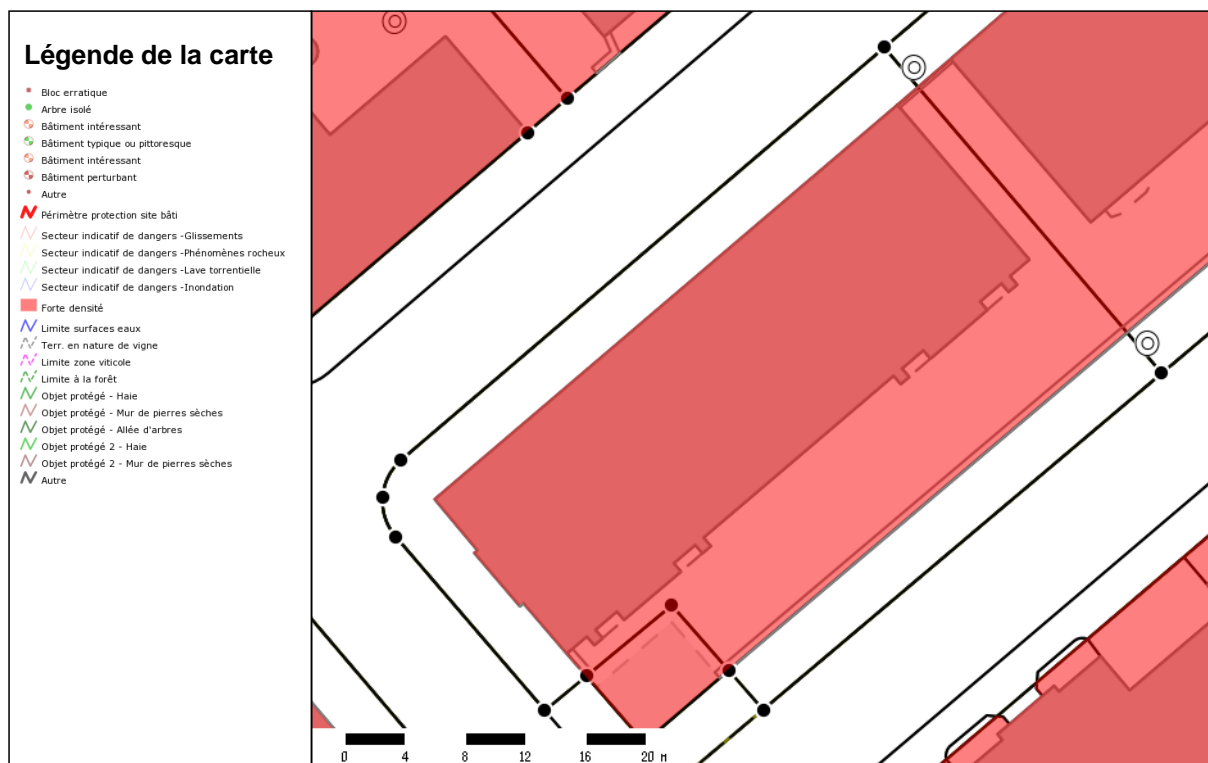 Légende de la carte
Bloc erratique
Arbre isolé
Bâtiment intéressant
Bâtiment typique ou pittoresque
Bâtiment intéressant
Bâtiment perturbant
Autre
Périmètre protection site bâti
Secteur indicatif de dangers -Glissements
Secteur indicatif de dangers -Phénomènes rocheux
Secteur indicatif de dangers -Lave torrentielle
Secteur indicatif de dangers -Inondation
Forte densité
Limite surfaces eaux
Terr. en nature de vigne
Limite zone viticole
Limite à la forêt
Objet protégé - Haie
Objet protégé - Mur de pierres sèches
Objet protégé - Allée d'arbres
Objet protégé 2 - Haie
Objet protégé 2 - Mur de pierres sèches
Autre
0 4 8 12 16 20 M